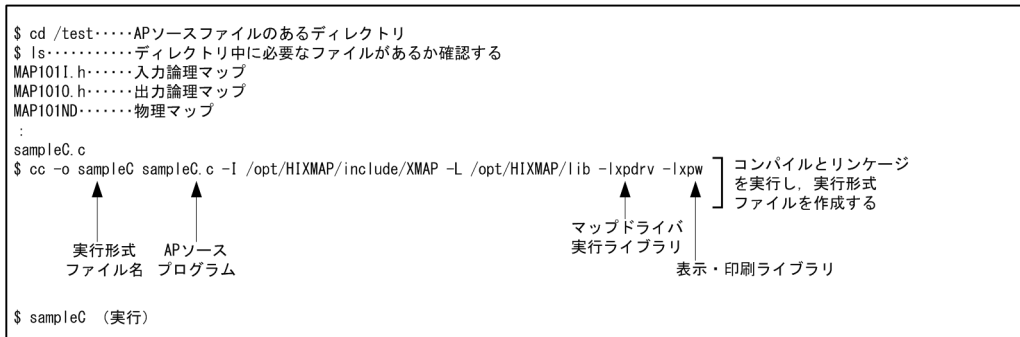 $ cd /test‥‥‥APソースファイルのあるディレクトリ
$ ls‥‥‥‥‥‥ディレクトリ中に必要なファイルがあるか確認する
MAP101I.h‥‥‥入力論理マップ
MAP101O.h‥‥‥出力論理マップ
MAP101ND‥‥‥・物理マップ
:
sampleC.c
$ cc -o sampleC sampleC.c -I /opt/HIXMAP/include/XMAP -L /opt/HIXMAP/lib -lxpdrv -lxpw
コンパイルとリンケージ
を実行し，実行形式
ファイルを作成する
実行形式
ファイル名
APソース
プログラム
マップドライバ
実行ライブラリ
表示・印刷ライブラリ
$ sampleC （実行）